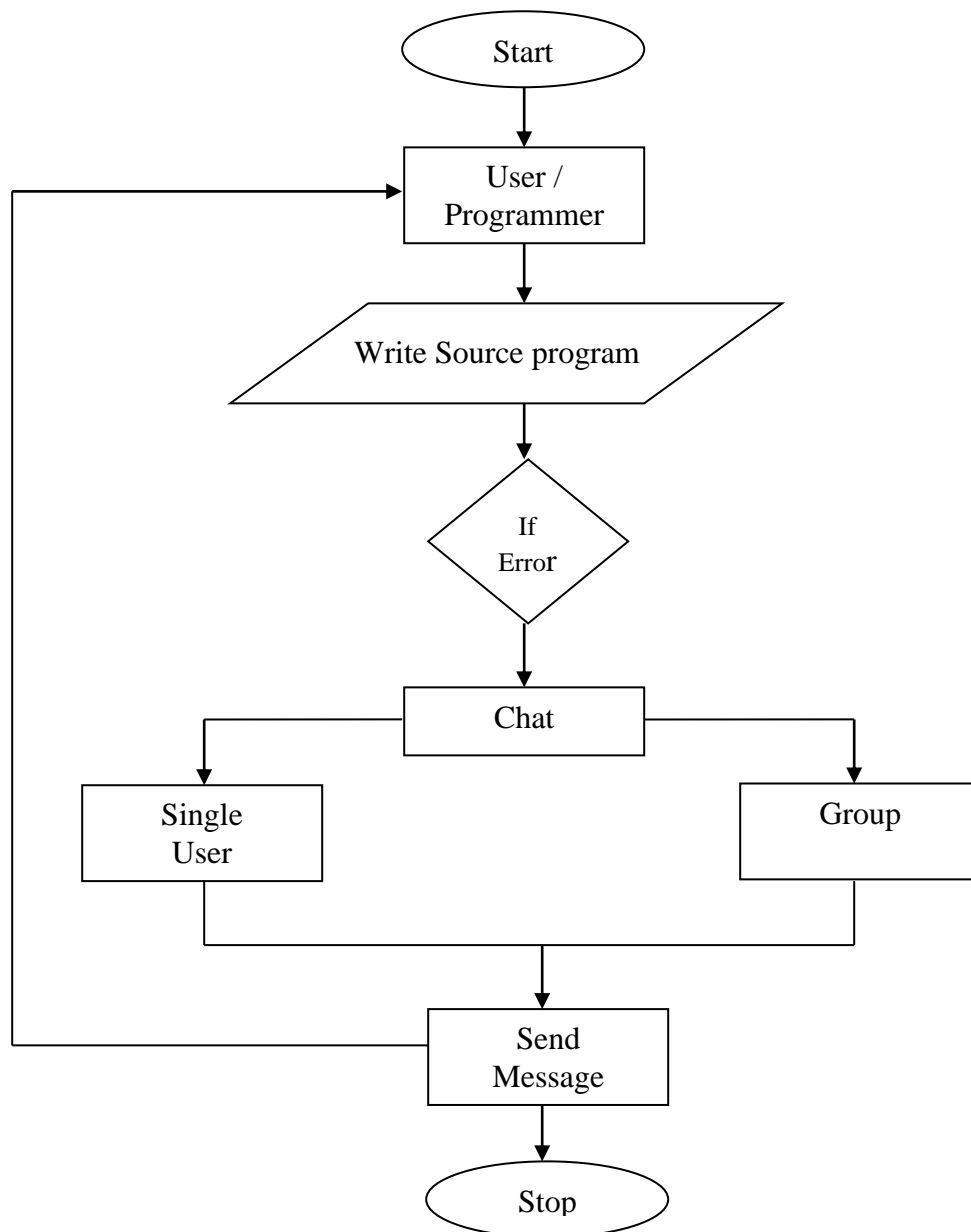 Start
User /
Programmer
Write Source program
If
Error
Chat
Single
User
Group
Send
Message
Stop